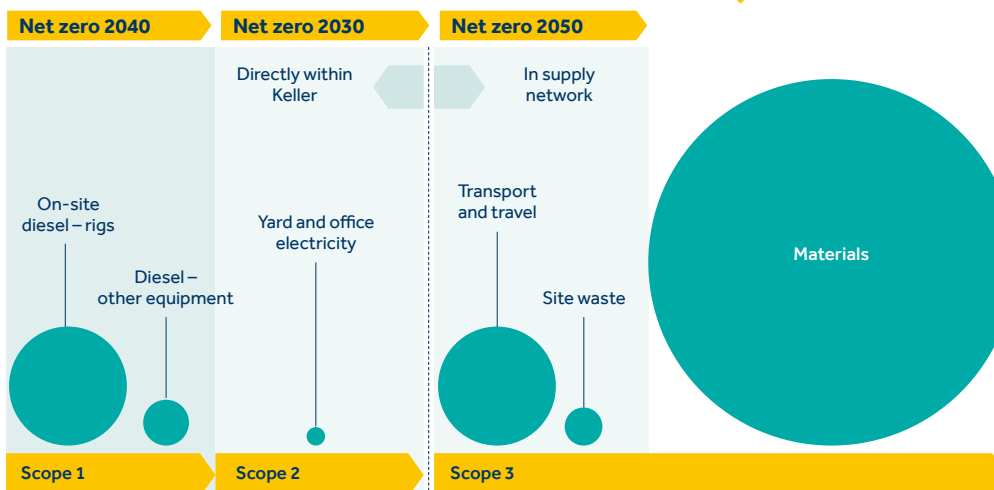 Net zero 2040
Net zero 2030
Net zero 2050
Directly within
Keller
In supply
network
On-site
diesel – rigs
Diesel –
other equipment
Yard and office
electricity
Transport
and travel
Site waste
Materials
Scope 1
Scope 2
Scope 3